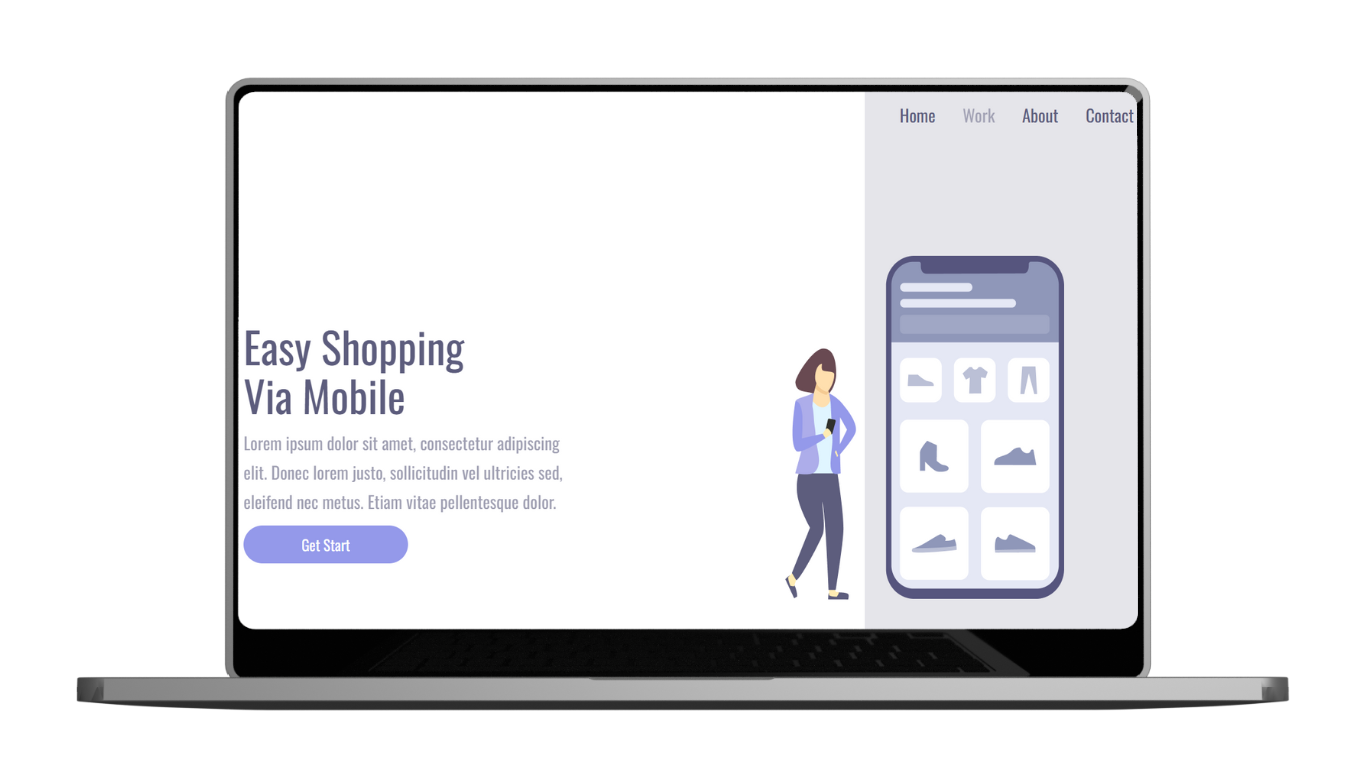 Home Work About Contact
Easy Shopping
Via Mobile
Lorem ipsum dolor sit amet, consectetur adipiscing
elit. Donec lorem justo, sollicitudin vel ultricies sed,
eleifend nec metus. Etiam vitae pellentesque dolor.
Get Start